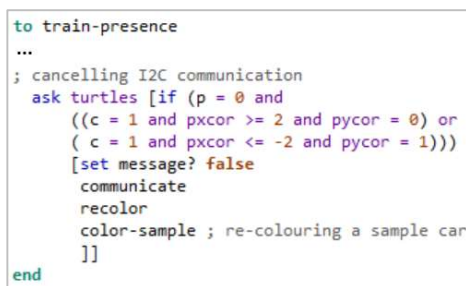 to train-presence
...
; cancelling I2C communication
ask turtles [if (p = 0 and
((c = 1 and pxcor >= 2 and pycor = 0) or
( c = 1 and pxcor <= -2 and pycor = 1)))
[set message? false
communicate
recolor
color-sample ; re-colouring a sample car
]]
end